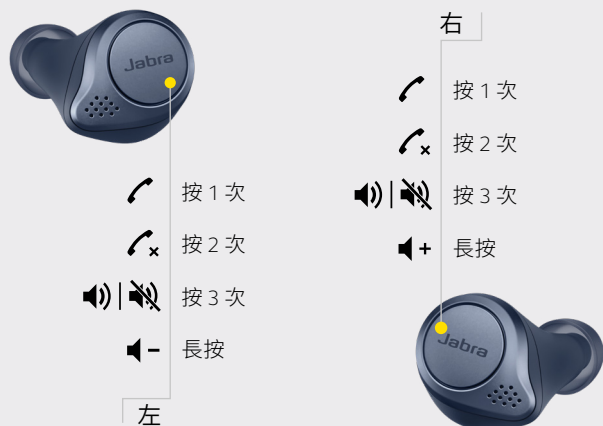 Jabra
按 1 次
按 2 次
按 3 次
長按
左
右
按 1 次
按 2 次
按 3 次
長按
Jabra